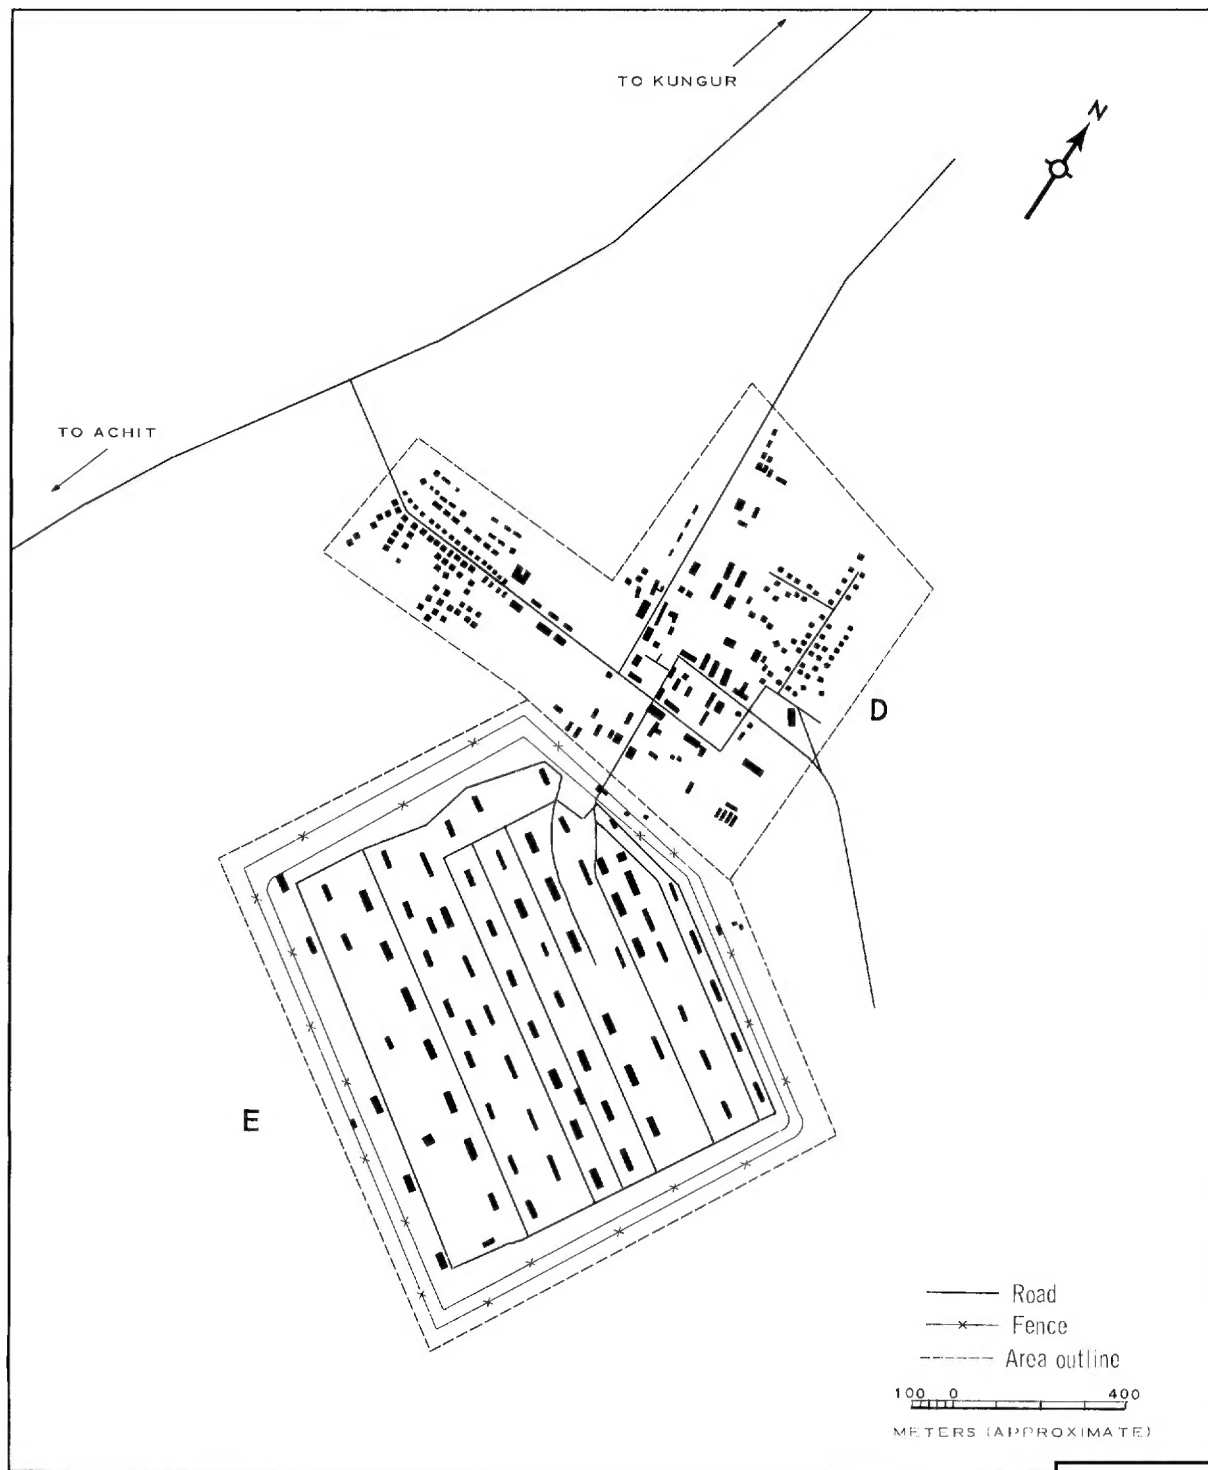 TO KUNGUR
N
TO ACHIT
D
E
Road
Fence
Area outline
100 0 400
METERS (APPROXIMATE)